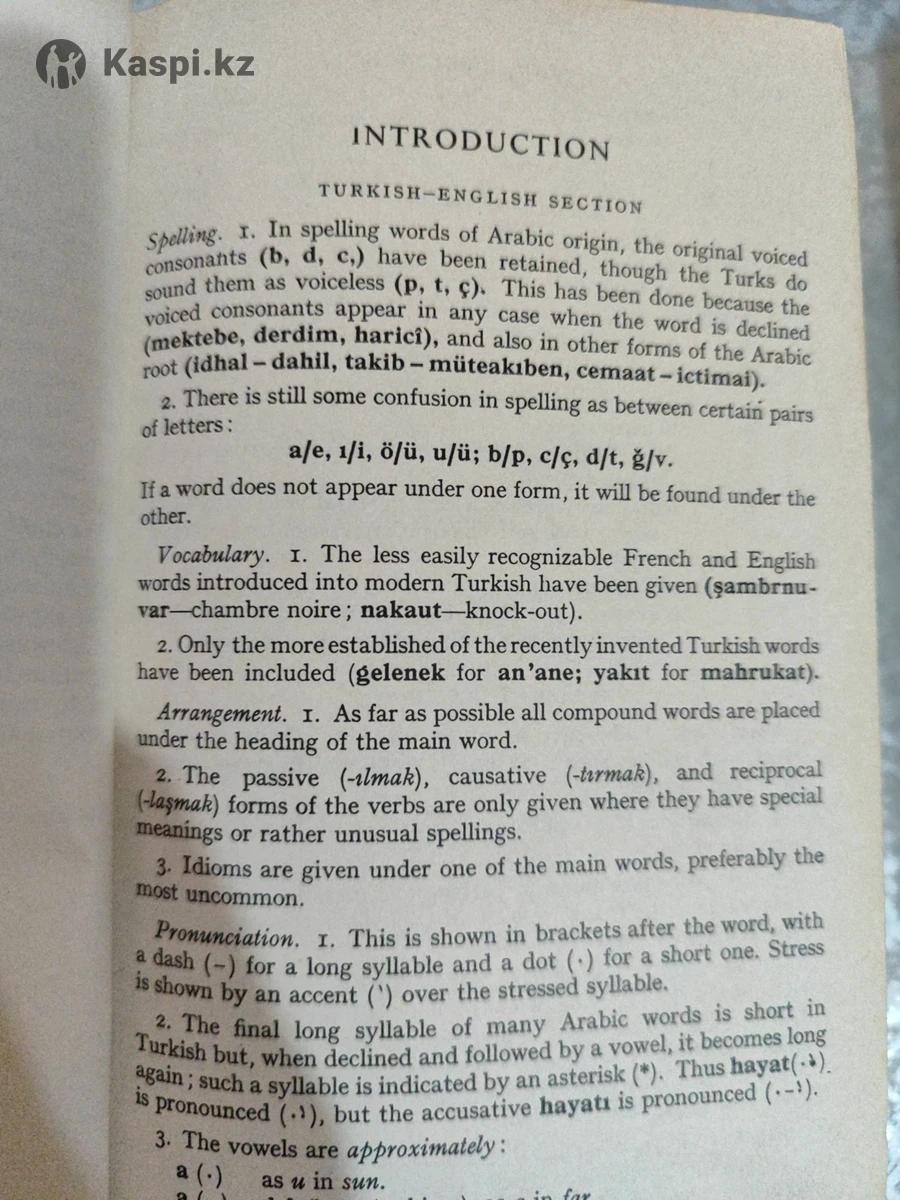 Kaspi.kz
INTRODUCTION
TURKISH–ENGLISH SECTION
Spelling. 1. In spelling words of Arabic origin, the original voiced
consonants (b, d, c,) have been retained, though the Turks do
sound them as voiceless (p, t, ç). This has been done because the
voiced consonants appear in any case when the word is declined
(mektebe, derdim, haricî), and also in other forms of the Arabic
root (idhal – dahil, takib – müteakıben, cemaat – ictimai).
2. There is still some confusion in spelling as between certain pairs
of letters:
a/e, ı/i, ö/ü, u/ü; b/p, c/ç, d/t, ğ/v.
If a word does not appear under one form, it will be found under the
other.
Vocabulary. 1. The less easily recognizable French and English
words introduced into modern Turkish have been given (şambrnu-
var—chambre noire; nakaut—knock-out).
2. Only the more established of the recently invented Turkish words
have been included (gelenek for an'ane; yakıt for mahrukat).
Arrangement. 1. As far as possible all compound words are placed
under the heading of the main word.
2. The passive (-ılmak), causative (-tırmak), and reciprocal
(-laşmak) forms of the verbs are only given where they have special
meanings or rather unusual spellings.
3. Idioms are given under one of the main words, preferably the
most uncommon.
Pronunciation. 1. This is shown in brackets after the word, with
a dash (–) for a long syllable and a dot (·) for a short one. Stress
is shown by an accent (‵) over the stressed syllable.
2. The final long syllable of many Arabic words is short in
Turkish but, when declined and followed by a vowel, it becomes long
again; such a syllable is indicated by an asterisk (*). Thus hayat
is pronounced, but the accusative hayatı is pronounced
3. The vowels are approximately:
a (·) as u in sun.
in far